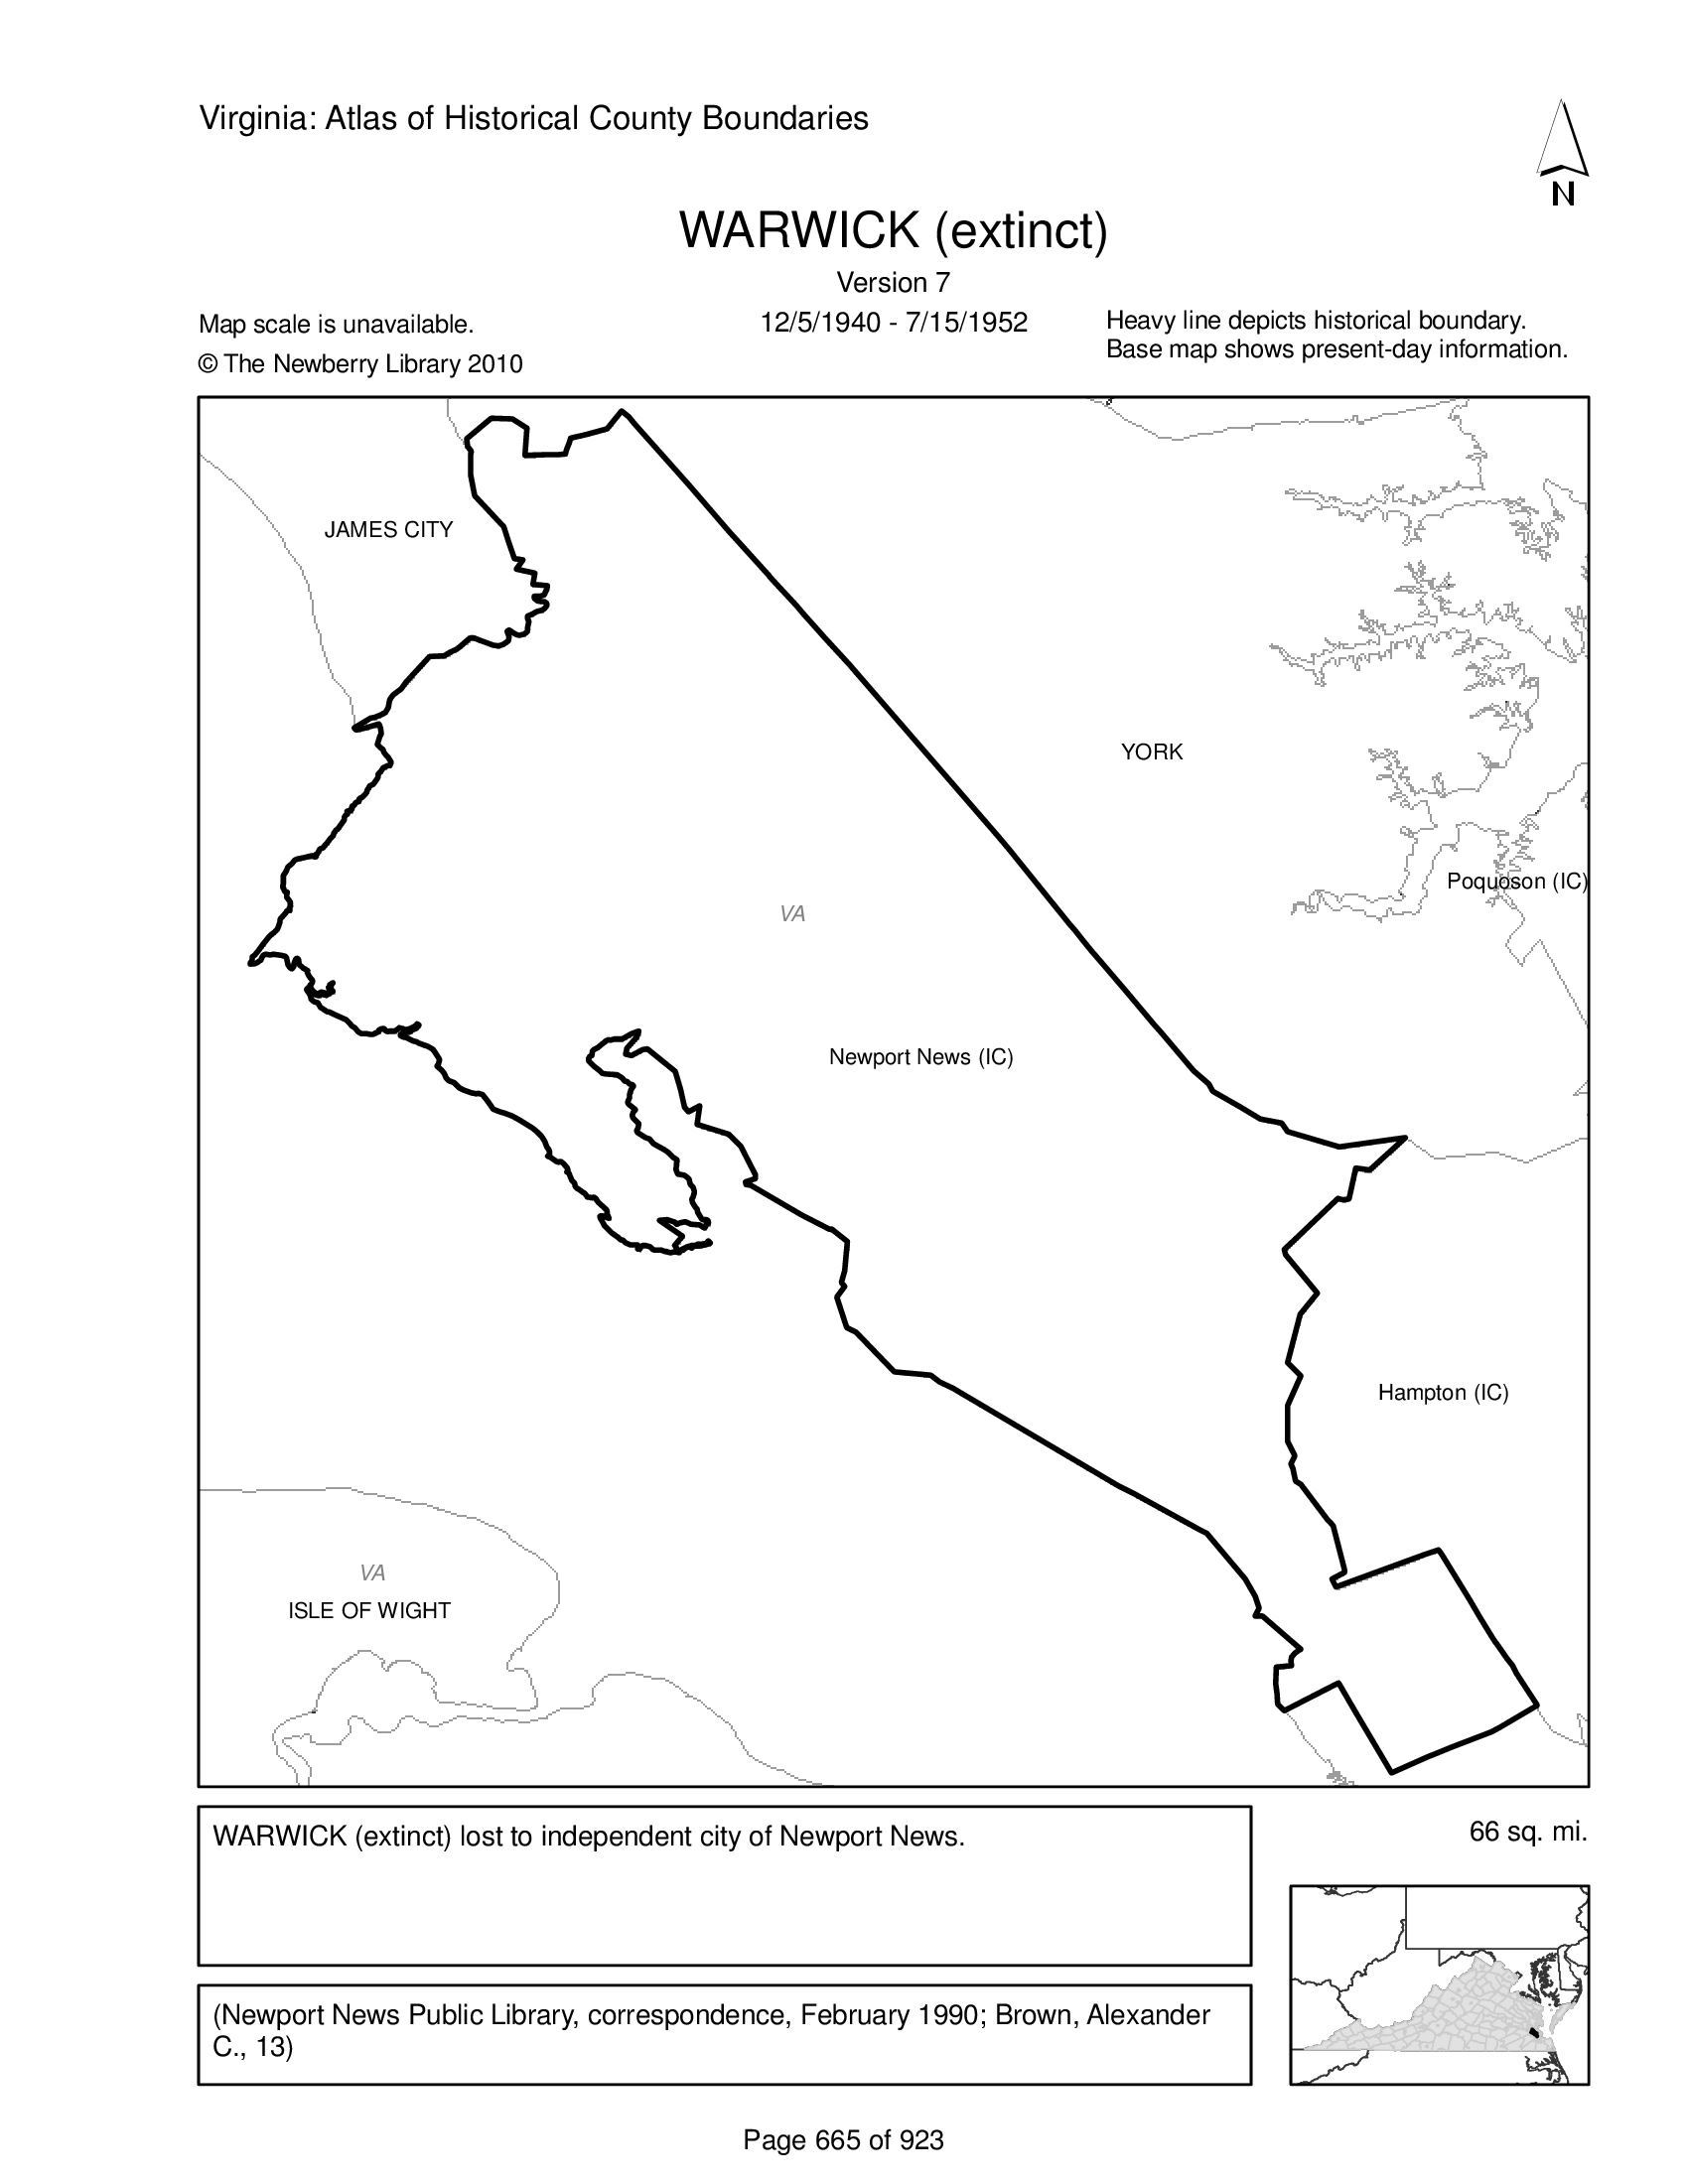 Virginia: Atlas of Historical County Boundaries
N
WARWICK (extinct)
Version 7
12/5/1940 - 7/15/1952
Map scale is unavailable.
© The Newberry Library 2010
Heavy line depicts historical boundary.
Base map shows present-day information.
JAMES CITY
YORK
Poquoson (IC)
VA
Newport News (IC)
Hampton (IC)
VA
ISLE OF WIGHT
WARWICK (extinct) lost to independent city of Newport News.
66 sq. mi.
(Newport News Public Library, correspondence, February 1990; Brown, Alexander
C., 13)
Page 665 of 923